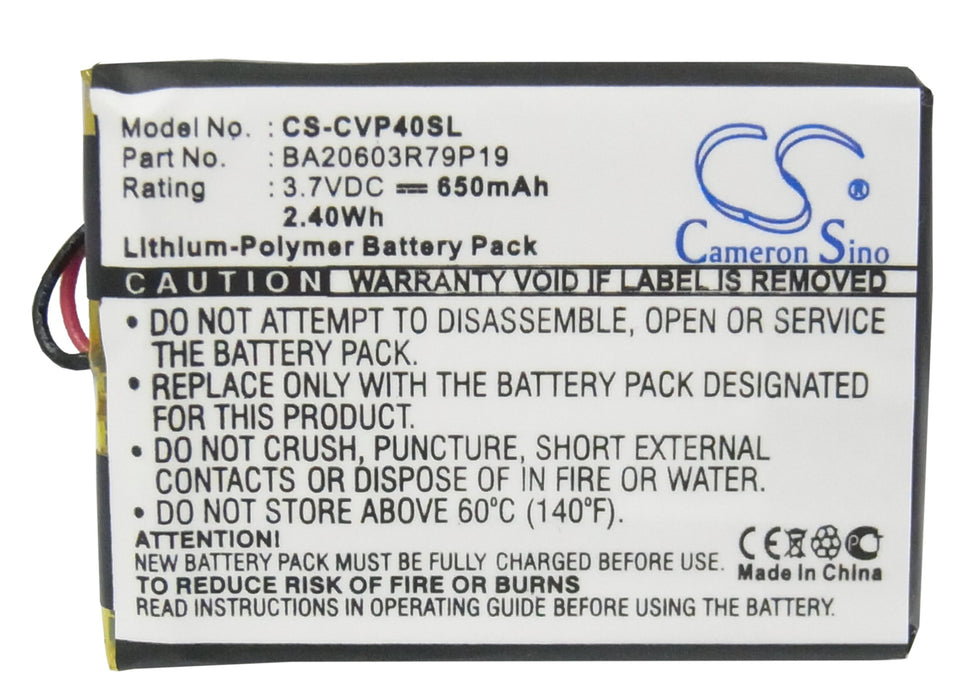 Model No. : CS-CVP40SL
Part No. : BA20603R79P19
Rating : 3.7VDC 650mAh
2.40Wh
Lithium-Polymer Battery Pack
CS ®
Cameron Sino
CAUTION WARRANTY VOID IF LABEL IS REMOVED
• DO NOT ATTEMPT TO DISASSEMBLE, OPEN OR SERVICE
THE BATTERY PACK.
• REPLACE ONLY WITH THE BATTERY PACK DESIGNATED
FOR THIS PRODUCT.
• DO NOT CRUSH, PUNCTURE, SHORT EXTERNAL
CONTACTS OR DISPOSE OF IN FIRE OR WATER.
• DO NOT STORE ABOVE 60°C (140°F).
ATTENTION!
NEW BATTERY PACK MUST BE FULLY CHARGED BEFORE USE.
TO REDUCE RISK OF FIRE OR BURNS
READ INSTRUCTIONS IN OPERATING GUIDE BEFORE USING THE BATTERY.
CE PC
Made In China